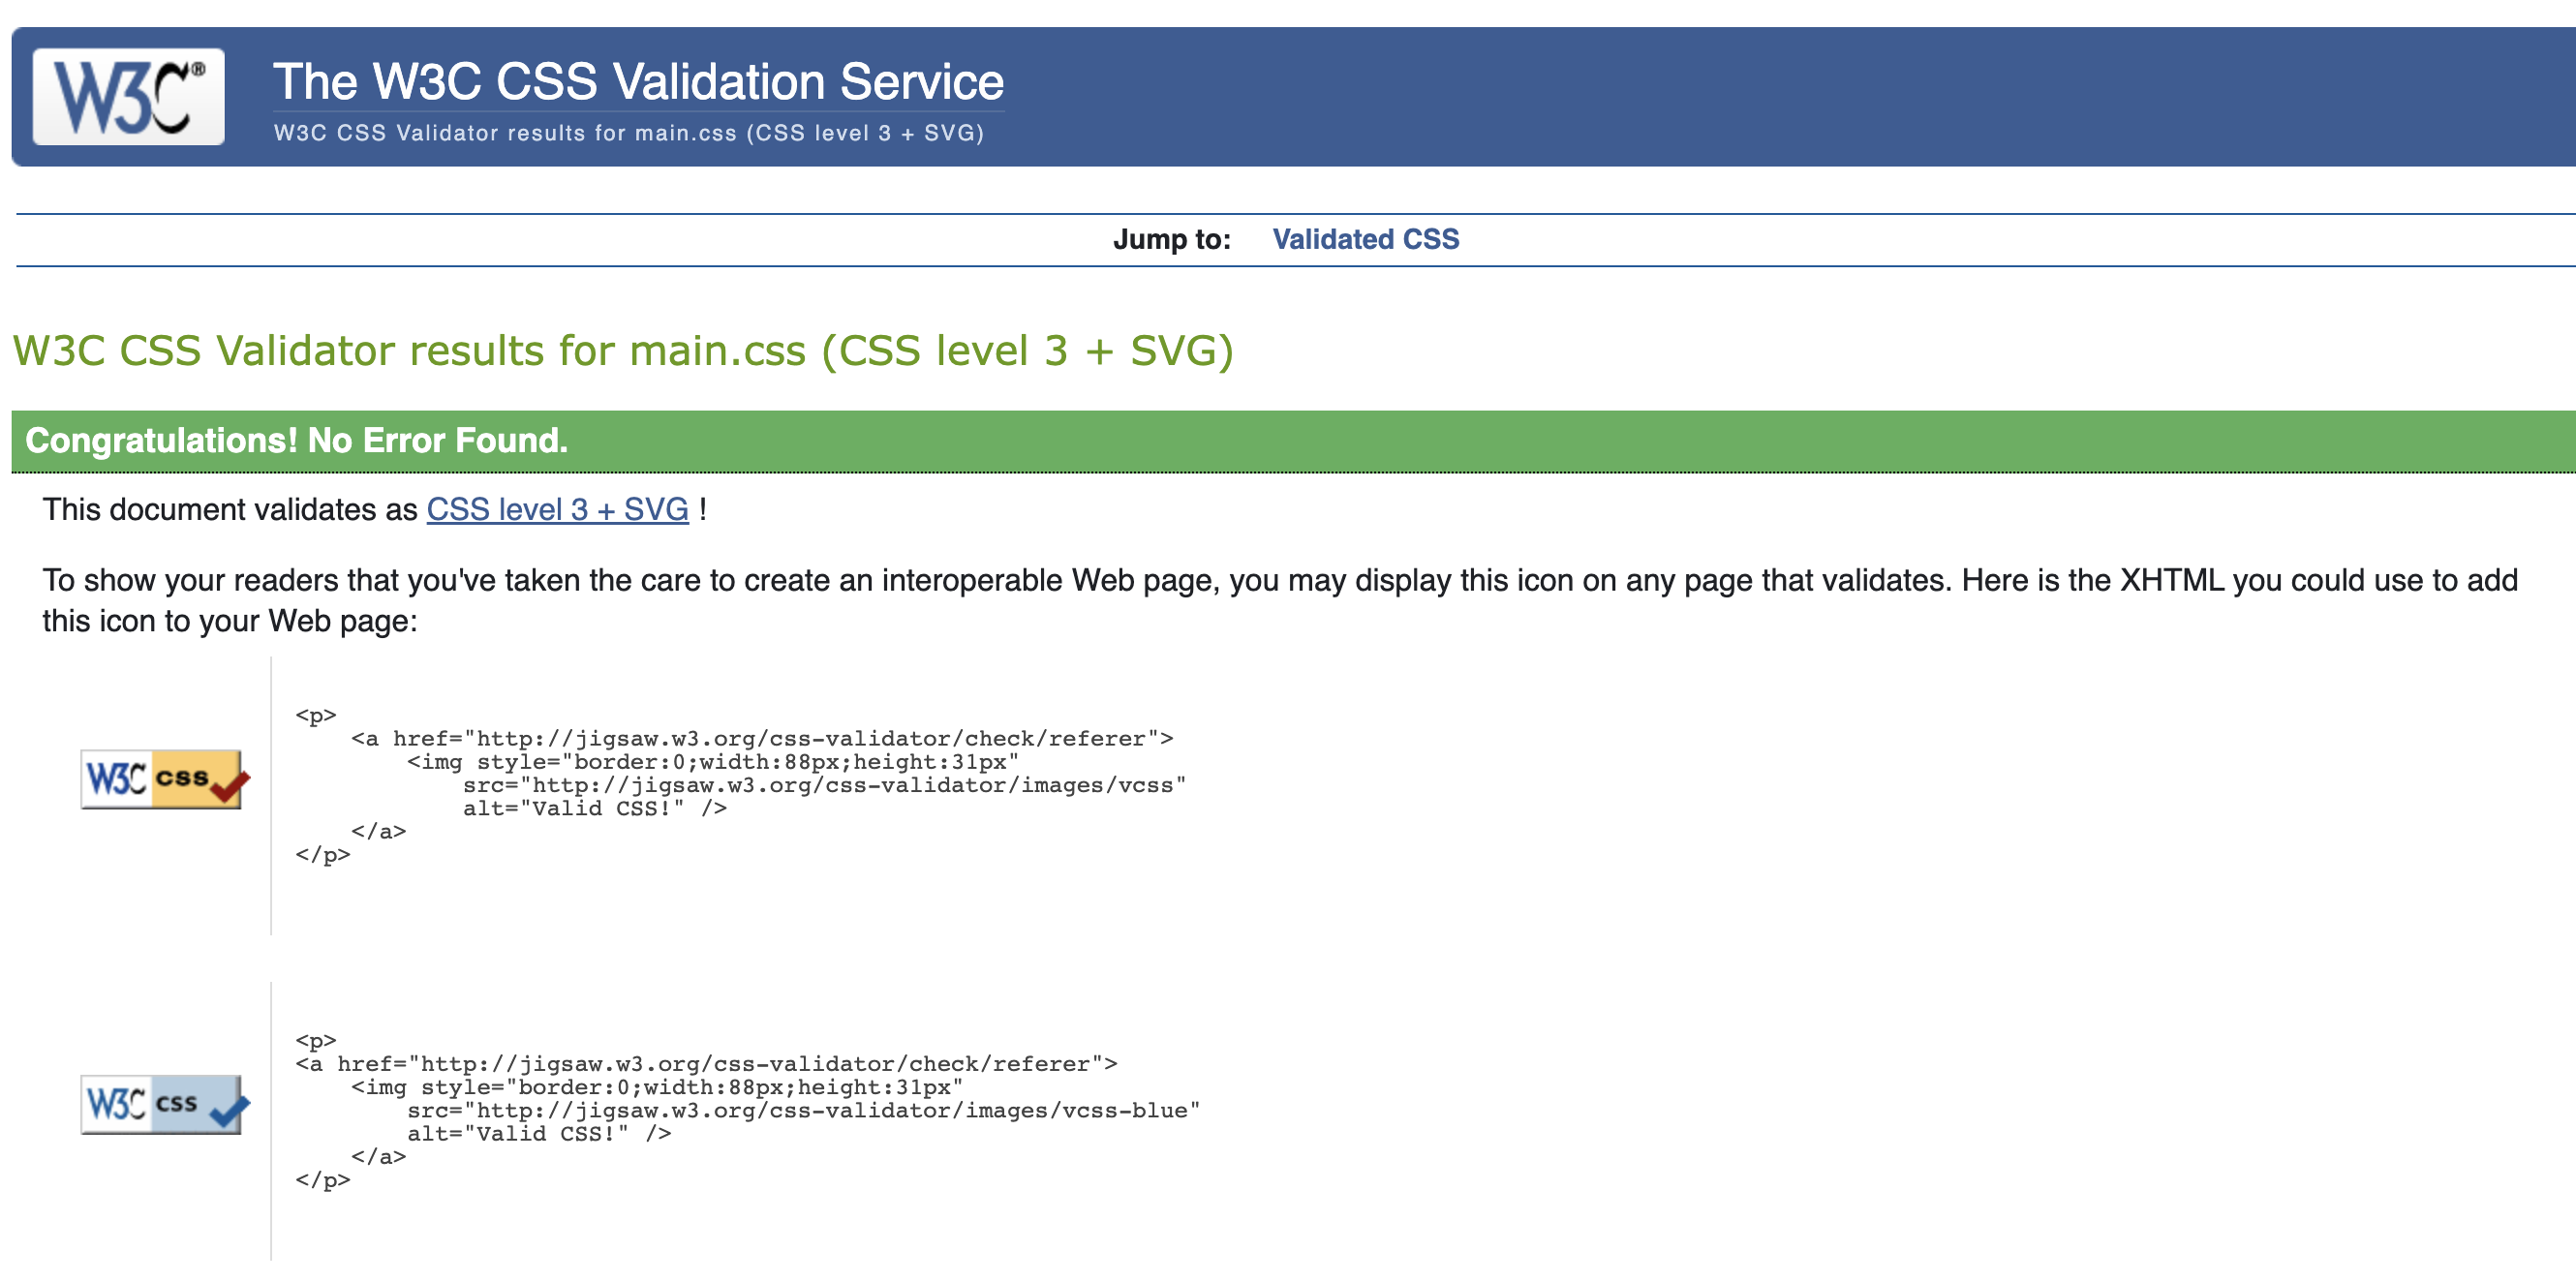 W3C®
The W3C CSS Validation Service
W3C CSS Validator results for main.css (CSS level 3 + SVG)
Jump to: Validated CSS
W3C CSS Validator results for main.css (CSS level 3 + SVG)
Congratulations! No Error Found.
This document validates as CSS level 3 + SVG !
To show your readers that you've taken the care to create an interoperable Web page, you may display this icon on any page that validates. Here is the XHTML you could use to add
this icon to your Web page:
W3C css
<p>
    <a href="http://jigsaw.w3.org/css-validator/check/referer">
        <img style="border:0;width:88px;height:31px"
            src="http://jigsaw.w3.org/css-validator/images/vcss"
            alt="Valid CSS!" />
    </a>
</p>
W3C css
<p>
<a href="http://jigsaw.w3.org/css-validator/check/referer">
    <img style="border:0;width:88px;height:31px"
        src="http://jigsaw.w3.org/css-validator/images/vcss-blue"
        alt="Valid CSS!" />
    </a>
</p>